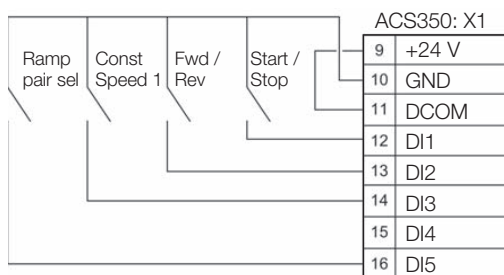 ACS350: X1
Ramp pair sel
Const Speed 1
Fwd / Rev
Start / Stop
9 +24 V
10 GND
11 DCOM
12 DI1
13 DI2
14 DI3
15 DI4
16 DI5